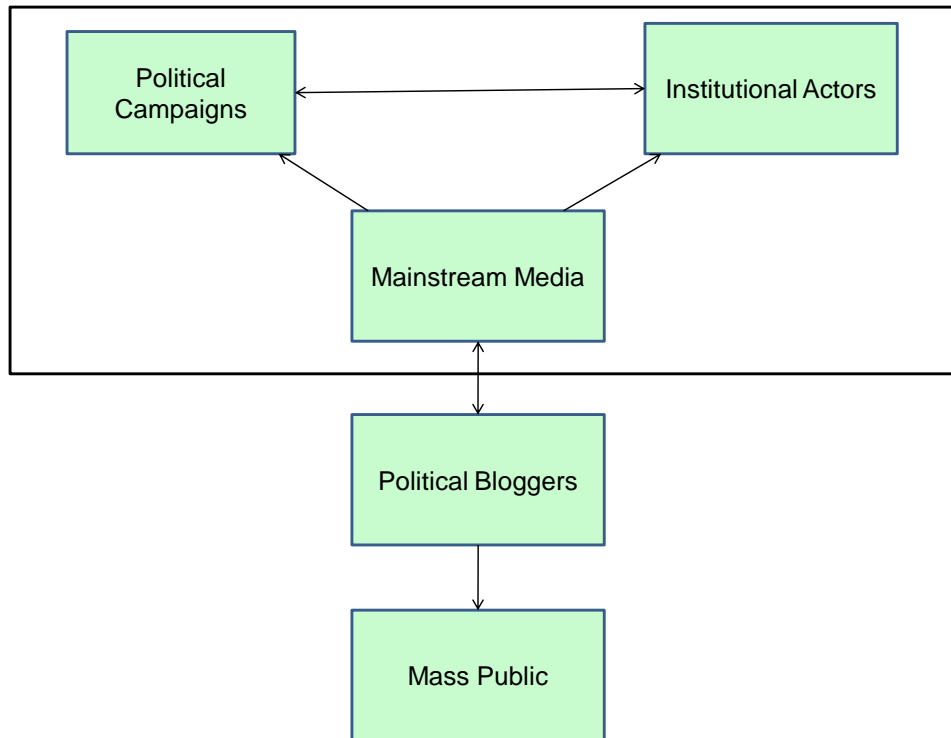 Political
Campaigns
Institutional Actors
Mainstream Media
Political Bloggers
Mass Public